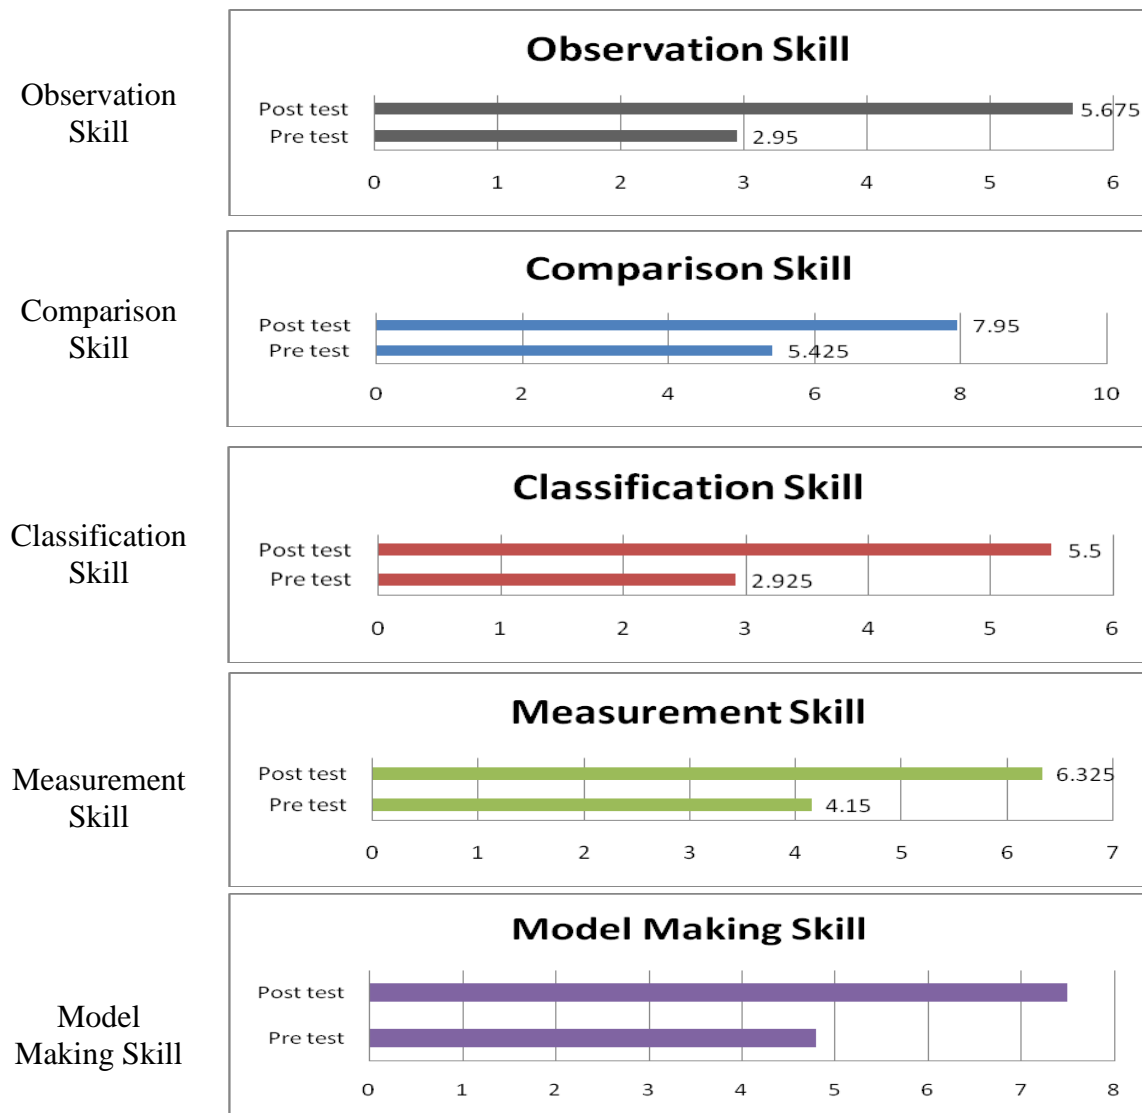 Observation
Skill
Observation Skill
Post test
5.675
Pre test
2.95
0 1 2 3 4 5 6
Comparison
Skill
Comparison Skill
Post test
7.95
Pre test
5.425
0 2 4 6 8 10
Classification
Skill
Classification Skill
Post test
5.5
Pre test
2.925
0 1 2 3 4 5 6
Measurement
Skill
Measurement Skill
Post test
6.325
Pre test
4.15
0 1 2 3 4 5 6 7
Model
Making Skill
Model Making Skill
Post test
Pre test
0 1 2 3 4 5 6 7 8